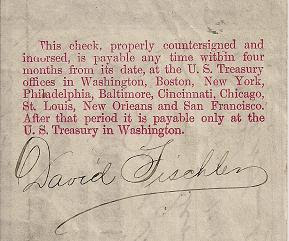 This check, properly countersigned and
indorsed, is payable any time within four
months from its date, at the U. S. Treasury
offices in Washington, Boston, New York,
Philadelphia, Baltimore, Cincinnati, Chicago,
St. Louis, New Orleans and San Francisco.
After that period it is payable only at the
U. S. Treasury in Washington.
David Fischler